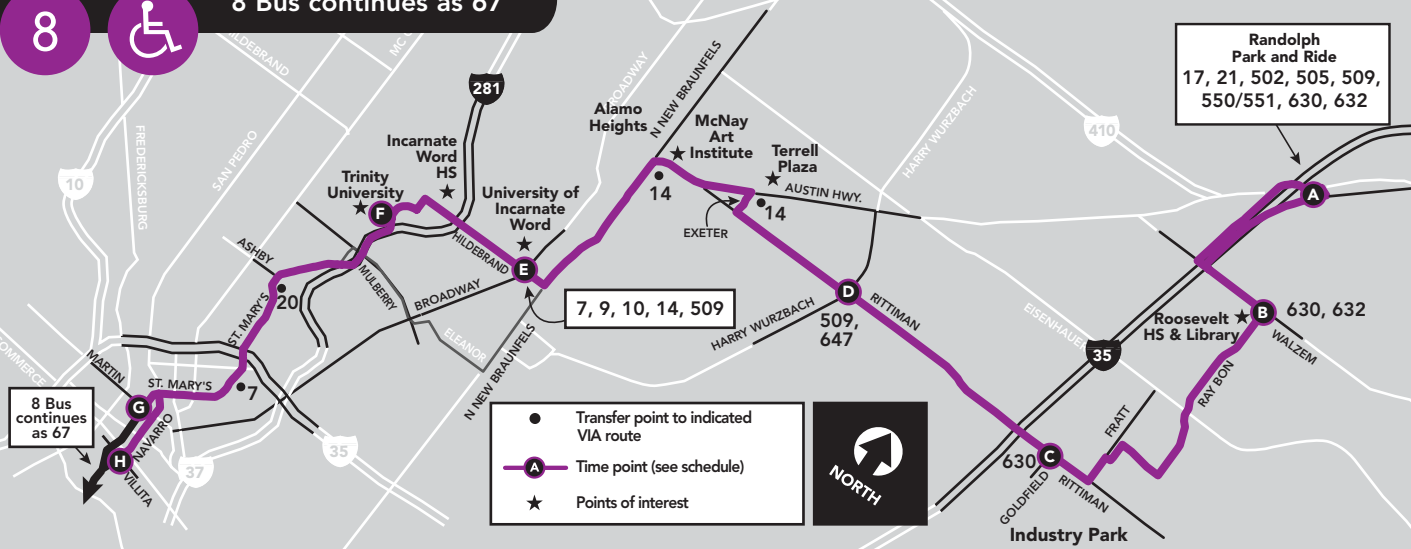 8 Bus continues as 67
8
HILDEBRAND
MC C
281
BROADWAY
N NEW BRAUNFELS
Randolph
Park and Ride
17, 21, 502, 505, 509,
550/551, 630, 632
Alamo
Heights
McNay
Art
Institute
HARRY WURZBACH
410
FREDERICKSBURG
SAN PEDRO
Incarnate
Word
HS
Terrell
Plaza
10
Trinity
University
University of
Incarnate
Word
14
AUSTIN HWY.
14
A
F
EXETER
ASHBY
HILDEBRAND
E
MULBERRY
BROADWAY
20
7, 9, 10, 14, 509
D
RITTIMAN
HARRY WURZBACH
509,
647
EISENHAUER
Roosevelt
HS & Library
B
630, 632
WALZEM
35
ST. MARY'S
ELEANOR
N NEW BRAUNFELS
COMMERCE
MARTIN
ST. MARY'S
7
RAY BON
FRATT
8 Bus
continues
as 67
G
NAVARRO
H
VILLITA
37
35
Transfer point to indicated
VIA route
A
Time point (see schedule)
Points of interest
NORTH
630
C
GOLDFIELD
RITTIMAN
Industry Park